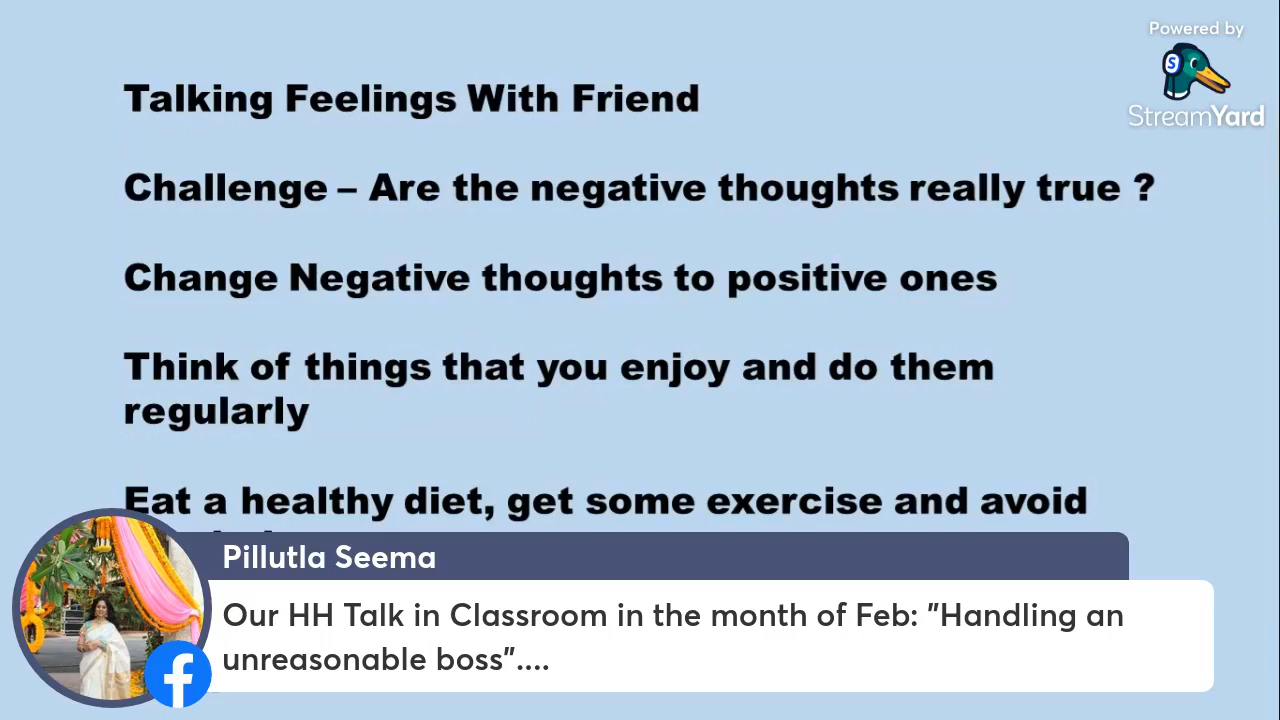 Powered by
StreamYard
Talking Feelings With Friend
Challenge – Are the negative thoughts really true ?
Change Negative thoughts to positive ones
Think of things that you enjoy and do them
regularly
Eat a healthy diet, get some exercise and avoid
Pillutla Seema
Our HH Talk in Classroom in the month of Feb: "Handling an
unreasonable boss"....